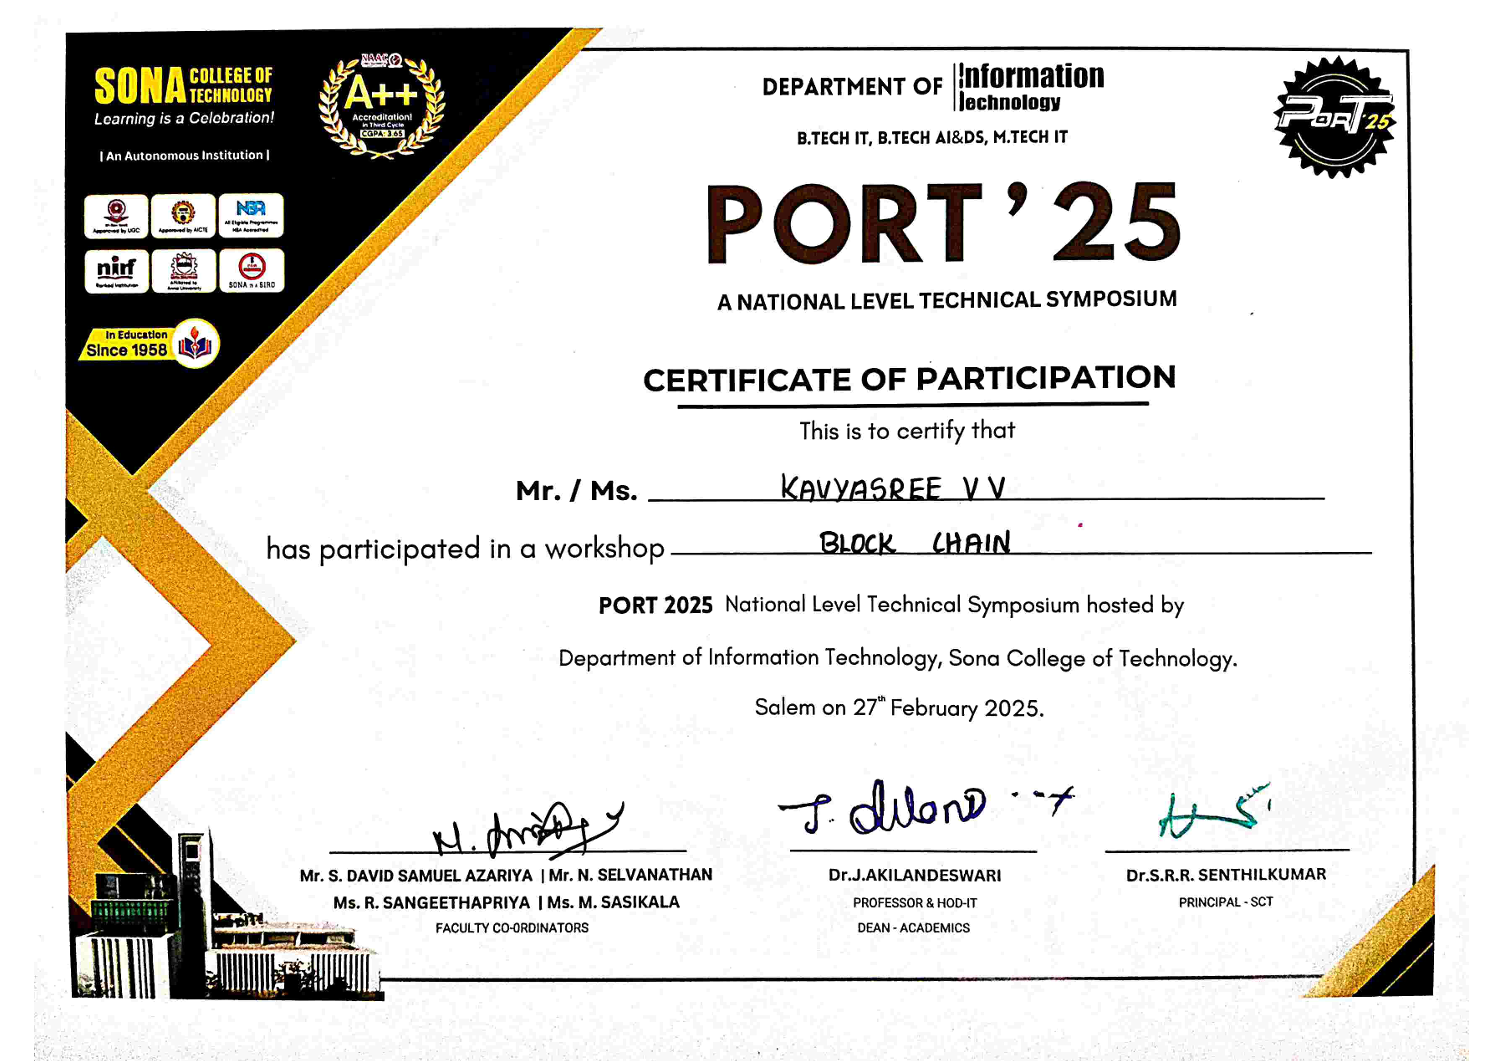 SONA COLLEGE OF TECHNOLOGY
Learning is a Celebration!
| An Autonomous Institution |
NAAC
A++
Accreditation!
in Third Cycle
CGPA: 3.65
Approved by UGC
Approved by AICTE
NBA
All Eligible Programmes
NBA Accredited
nirf
Ranked Institution
Affiliated to
Anna University
SONA is a SIRO
In Education
Since 1958
DEPARTMENT OF Information Technology
B.TECH IT, B.TECH AI&DS, M.TECH IT
PORT '25
PORT ’25
A NATIONAL LEVEL TECHNICAL SYMPOSIUM
CERTIFICATE OF PARTICIPATION
This is to certify that
Mr. / Ms. KAVYASREE V V
has participated in a workshop BLOCK CHAIN
PORT 2025 National Level Technical Symposium hosted by
Department of Information Technology, Sona College of Technology.
Salem on 27th February 2025.
Mr. S. DAVID SAMUEL AZARIYA | Mr. N. SELVANATHAN
Ms. R. SANGEETHAPRIYA | Ms. M. SASIKALA
FACULTY CO-ORDINATORS
Dr.J.AKILANDESWARI
PROFESSOR & HOD-IT
DEAN - ACADEMICS
Dr.S.R.R. SENTHILKUMAR
PRINCIPAL - SCT